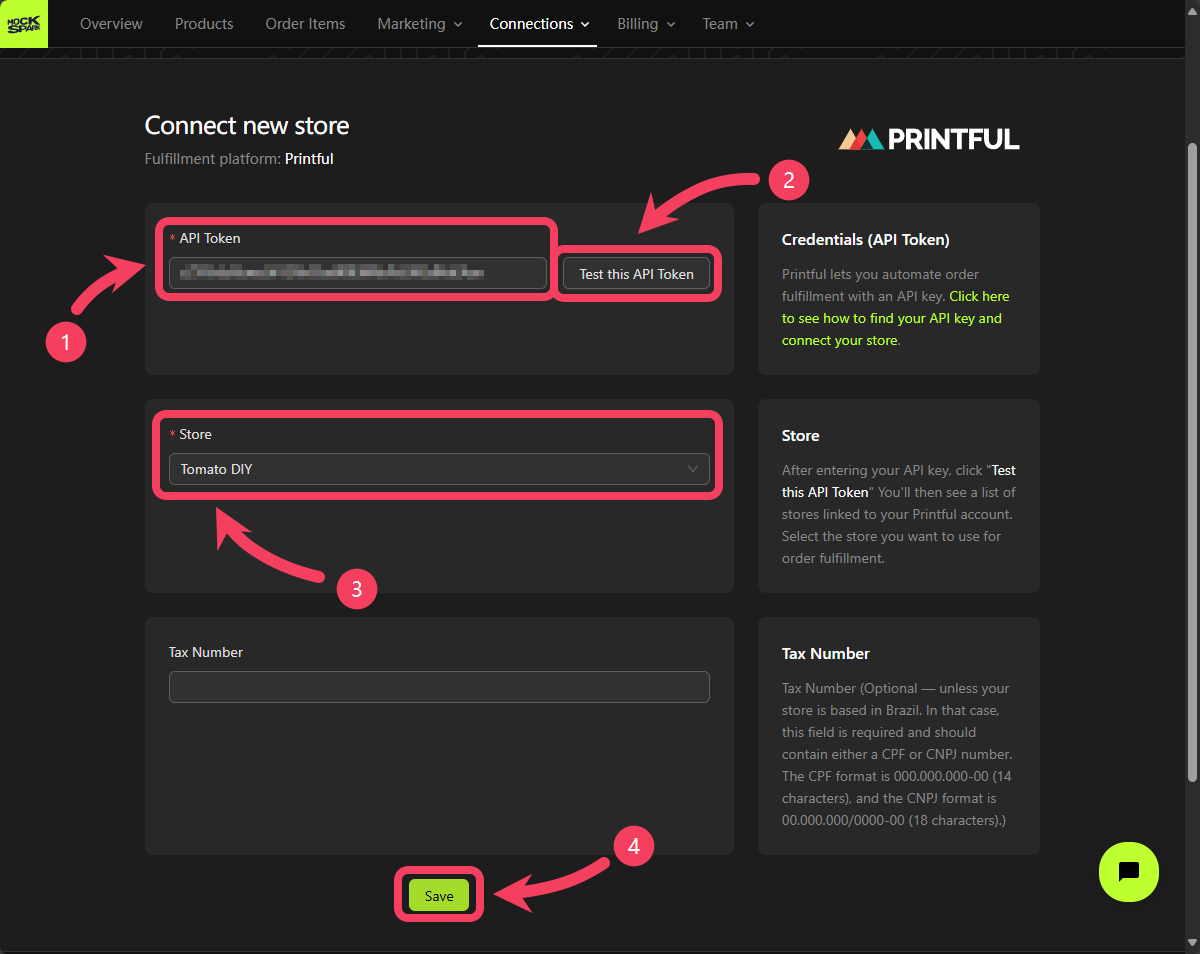 MOCK
SPARK
Overview Products Order Items Marketing Connections Billing Team
Connect new store
Fulfillment platform: Printful
PRINTFUL
2
* API Token
Test this API Token
1
Credentials (API Token)
Printful lets you automate order
fulfillment with an API key. Click here
to see how to find your API key and
connect your store.
* Store
Tomato DIY
3
Store
After entering your API key, click "Test
this API Token" You'll then see a list of
stores linked to your Printful account.
Select the store you want to use for
order fulfillment.
Tax Number
Tax Number
Tax Number (Optional — unless your
store is based in Brazil. In that case,
this field is required and should
contain either a CPF or CNPJ number.
The CPF format is 000.000.000-00 (14
characters), and the CNPJ format is
00.000.000/0000-00 (18 characters).)
4
Save